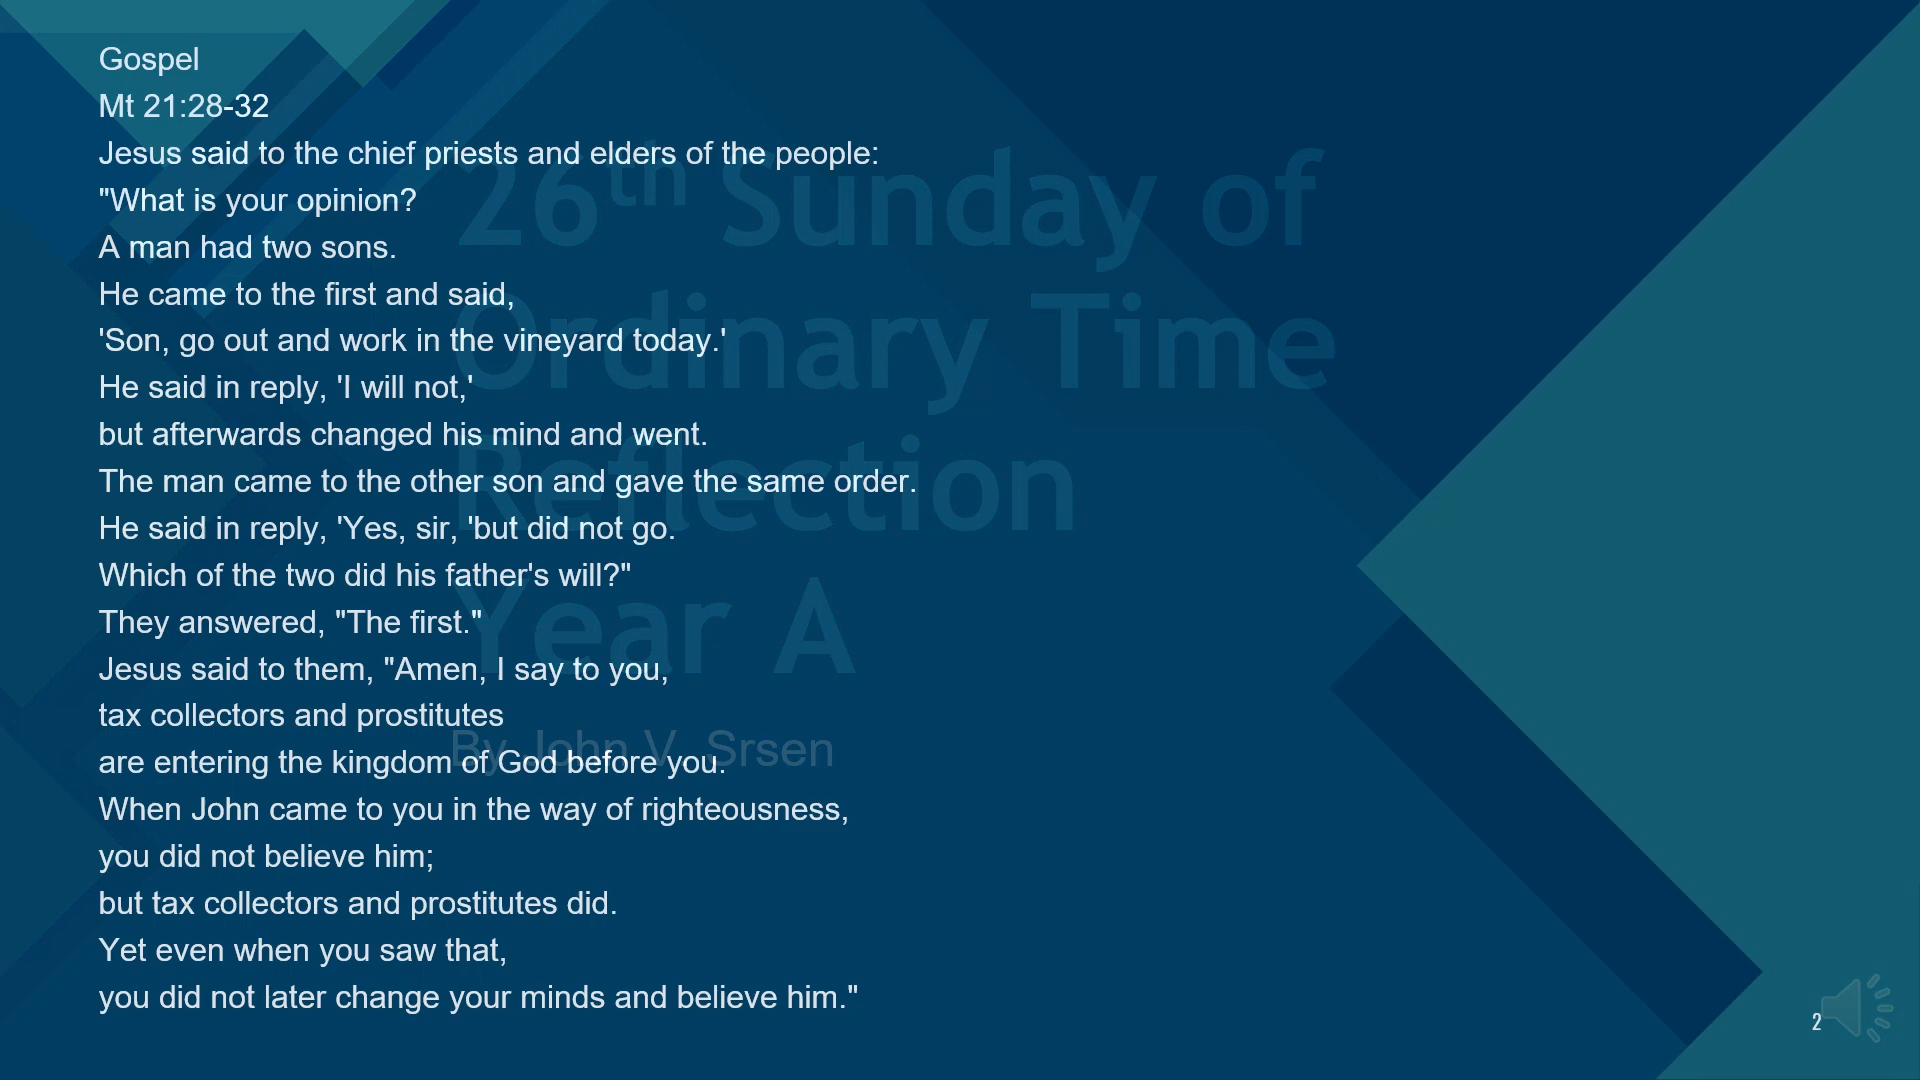 Gospel
Mt 21:28-32
Jesus said to the chief priests and elders of the people:
"What is your opinion?
A man had two sons.
He came to the first and said,
'Son, go out and work in the vineyard today.'
He said in reply, 'I will not,'
but afterwards changed his mind and went.
The man came to the other son and gave the same order.
He said in reply, 'Yes, sir, 'but did not go.
Which of the two did his father's will?"
They answered, "The first."
Jesus said to them, "Amen, I say to you,
tax collectors and prostitutes
are entering the kingdom of God before you.
When John came to you in the way of righteousness,
you did not believe him;
but tax collectors and prostitutes did.
Yet even when you saw that,
you did not later change your minds and believe him."
26th Sunday of
Ordinary Time
Reflection
Year A
By John V. Srsen
2